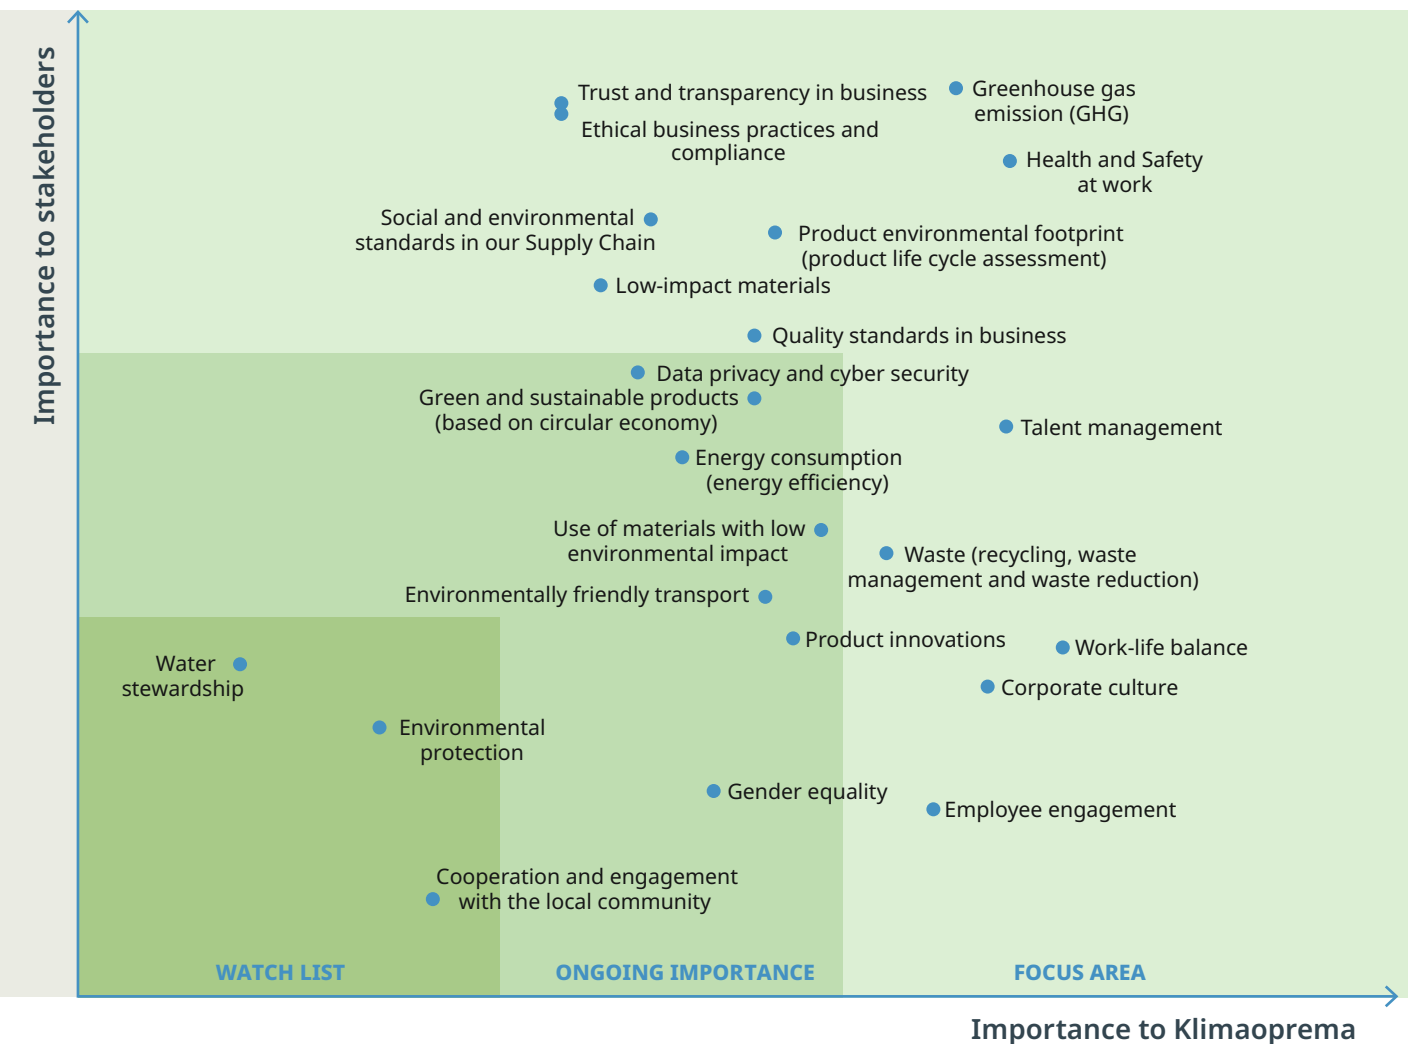 Importance to stakeholders
Trust and transparency in business
Greenhouse gas
emission (GHG)
Ethical business practices and
compliance
Health and Safety
at work
Social and environmental
standards in our Supply Chain
Product environmental footprint
(product life cycle assessment)
Low-impact materials
Quality standards in business
Data privacy and cyber security
Green and sustainable products
(based on circular economy)
Talent management
Energy consumption
(energy efficiency)
Use of materials with low
environmental impact
Waste (recycling, waste
management and waste reduction)
Environmentally friendly transport
Product innovations
Work-life balance
Water
stewardship
Corporate culture
Environmental
protection
Gender equality
Employee engagement
Cooperation and engagement
with the local community
WATCH LIST
ONGOING IMPORTANCE
FOCUS AREA
Importance to Klimaoprema